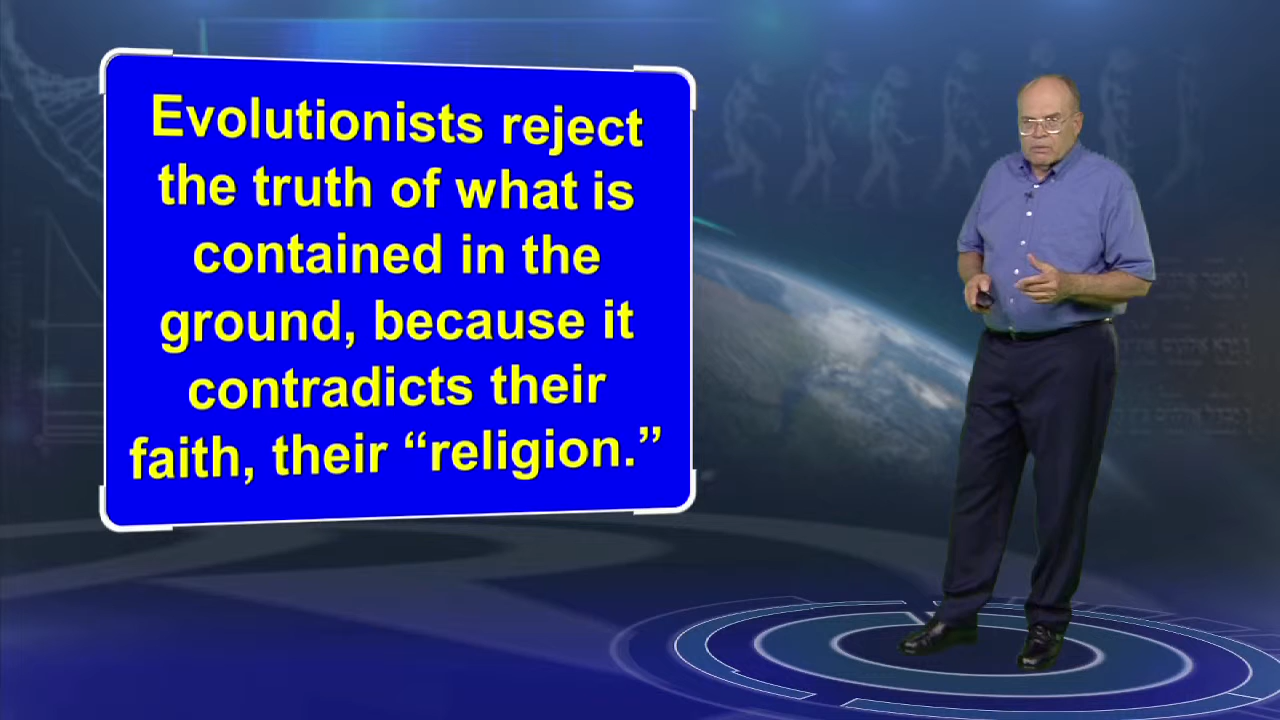 Evolutionists reject
the truth of what is
contained in the
ground, because it
contradicts their
faith, their “religion.”